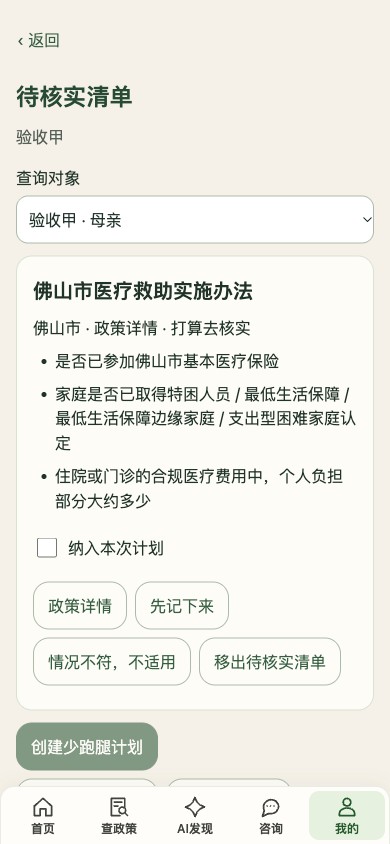 ‹ 返回
待核实清单
验收甲
查询对象
验收甲 · 母亲
佛山市医疗救助实施办法
佛山市 · 政策详情 · 打算去核实
• 是否已参加佛山市基本医疗保险
• 家庭是否已取得特困人员 / 最低生活保障 /
最低生活保障边缘家庭 / 支出型困难家庭认
定
• 住院或门诊的合规医疗费用中，个人负担
部分大约多少
纳入本次计划
政策详情
先记下来
情况不符，不适用
移出待核实清单
创建少跑腿计划
首页
查政策
AI发现
咨询
我的